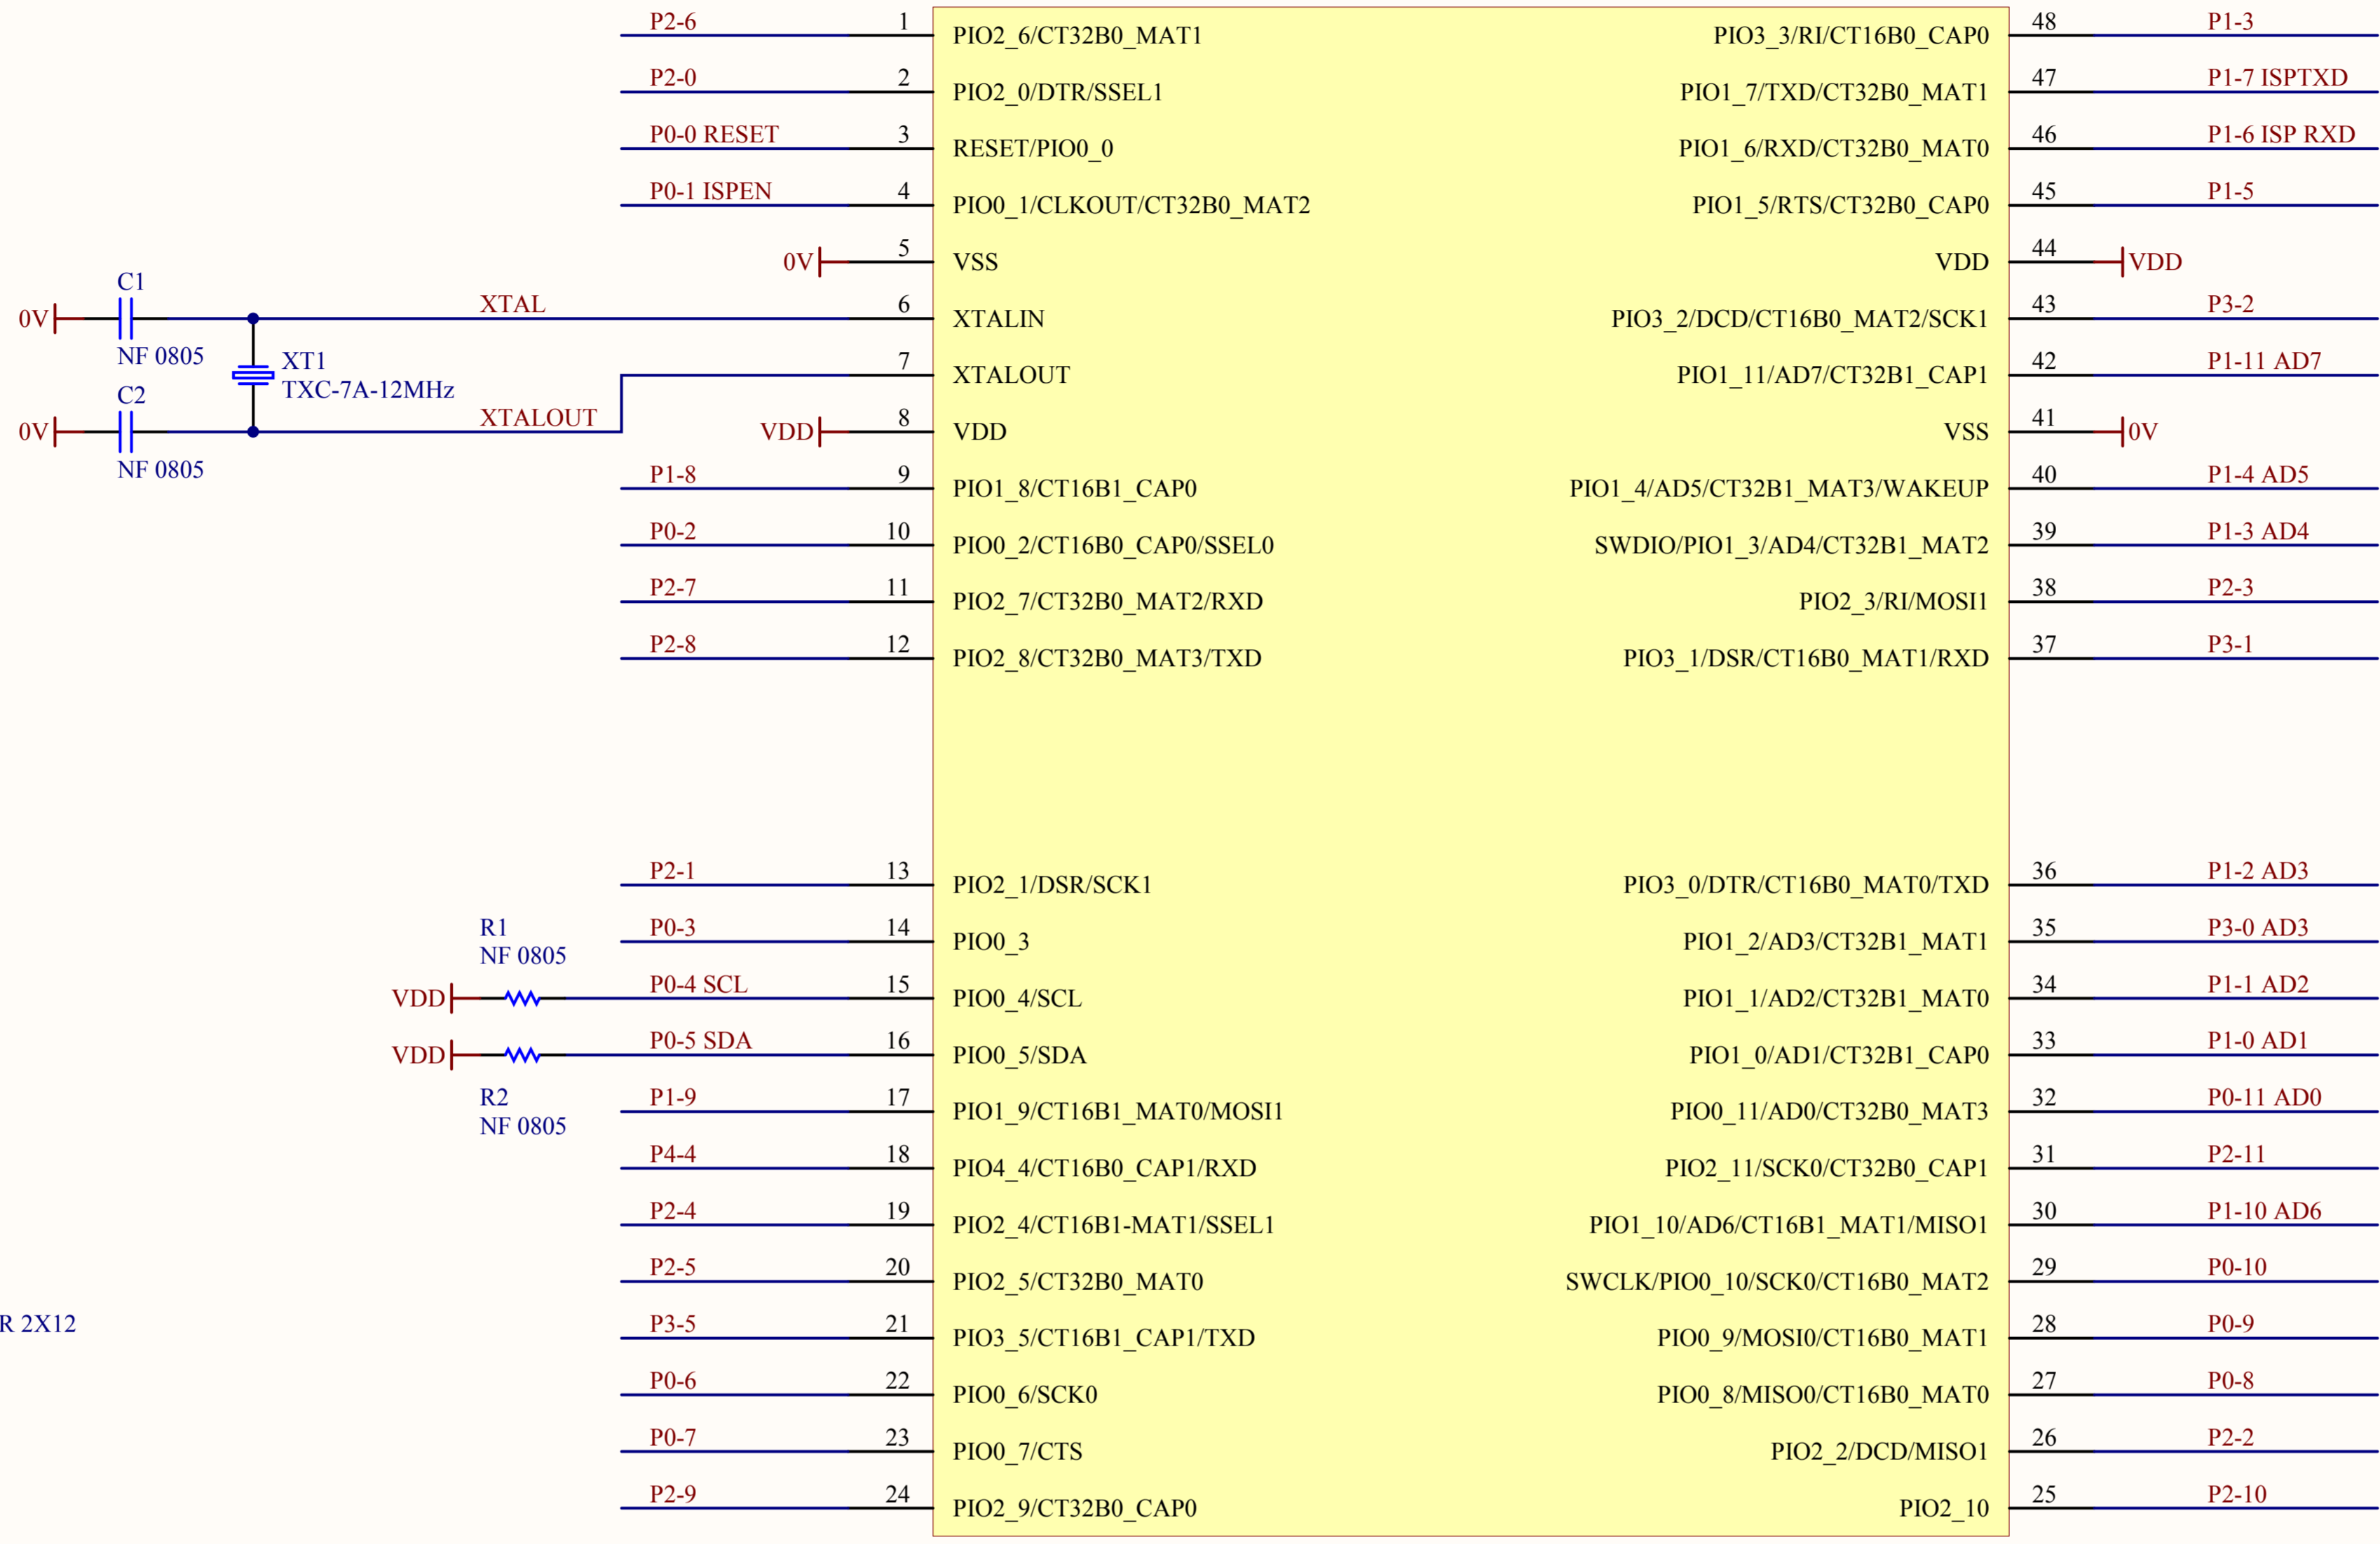 P2-6 1 PIO2_6/CT32B0_MAT1 PIO3_3/RI/CT16B0_CAP0 48 P1-3
P2-0 2 PIO2_0/DTR/SSEL1 PIO1_7/TXD/CT32B0_MAT1 47 P1-7 ISPTXD
P0-0 RESET 3 RESET/PIO0_0 PIO1_6/RXD/CT32B0_MAT0 46 P1-6 ISP RXD
P0-1 ISPEN 4 PIO0_1/CLKOUT/CT32B0_MAT2 PIO1_5/RTS/CT32B0_CAP0 45 P1-5
0V 5 VSS VDD 44 VDD
C1
0V XTAL 6 XTALIN PIO3_2/DCD/CT16B0_MAT2/SCK1 43 P3-2
NF 0805
XT1 7 XTALOUT PIO1_11/AD7/CT32B1_CAP1 42 P1-11 AD7
TXC-7A-12MHz
C2
0V XTALOUT VDD 8 VDD VSS 41 0V
NF 0805
P1-8 9 PIO1_8/CT16B1_CAP0 PIO1_4/AD5/CT32B1_MAT3/WAKEUP 40 P1-4 AD5
P0-2 10 PIO0_2/CT16B0_CAP0/SSEL0 SWDIO/PIO1_3/AD4/CT32B1_MAT2 39 P1-3 AD4
P2-7 11 PIO2_7/CT32B0_MAT2/RXD PIO2_3/RI/MOSI1 38 P2-3
P2-8 12 PIO2_8/CT32B0_MAT3/TXD PIO3_1/DSR/CT16B0_MAT1/RXD 37 P3-1
P2-1 13 PIO2_1/DSR/SCK1 PIO3_0/DTR/CT16B0_MAT0/TXD 36 P1-2 AD3
R1 P0-3 14 PIO0_3 PIO1_2/AD3/CT32B1_MAT1 35 P3-0 AD3
NF 0805
VDD P0-4 SCL 15 PIO0_4/SCL PIO1_1/AD2/CT32B1_MAT0 34 P1-1 AD2
VDD P0-5 SDA 16 PIO0_5/SDA PIO1_0/AD1/CT32B1_CAP0 33 P1-0 AD1
R2 P1-9 17 PIO1_9/CT16B1_MAT0/MOSI1 PIO0_11/AD0/CT32B0_MAT3 32 P0-11 AD0
NF 0805
P4-4 18 PIO4_4/CT16B0_CAP1/RXD PIO2_11/SCK0/CT32B0_CAP1 31 P2-11
P2-4 19 PIO2_4/CT16B1-MAT1/SSEL1 PIO1_10/AD6/CT16B1_MAT1/MISO1 30 P1-10 AD6
P2-5 20 PIO2_5/CT32B0_MAT0 SWCLK/PIO0_10/SCK0/CT16B0_MAT2 29 P0-10
R 2X12 P3-5 21 PIO3_5/CT16B1_CAP1/TXD PIO0_9/MOSI0/CT16B0_MAT1 28 P0-9
P0-6 22 PIO0_6/SCK0 PIO0_8/MISO0/CT16B0_MAT0 27 P0-8
P0-7 23 PIO0_7/CTS PIO2_2/DCD/MISO1 26 P2-2
P2-9 24 PIO2_9/CT32B0_CAP0 PIO2_10 25 P2-10